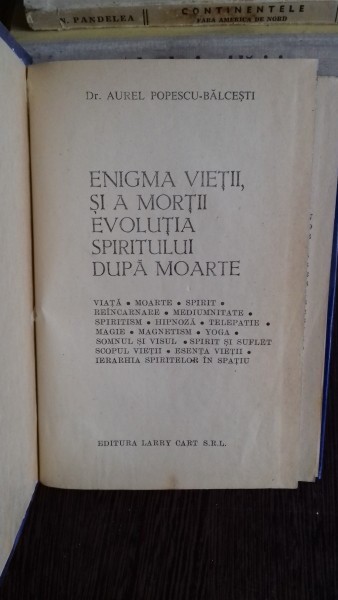 N. PANDELEA
CONTINENTELE
FARA AMERICA DE NORD
Dr. AUREL POPESCU-BĂLCEȘTI
ENIGMA VIEȚII,
ȘI A MORȚII
EVOLUȚIA
SPIRITULUI
DUPĂ MOARTE
VIAȚĂ • MOARTE • SPIRIT •
REÎNCARNARE • MEDIUMNITATE •
SPIRITISM • HIPNOZĂ • TELEPATIE •
MAGIE • MAGNETISM • YOGA •
SOMNUL ȘI VISUL • SPIRIT ȘI SUFLET
SCOPUL VIEȚII • ESENȚA VIEȚII •
IERARHIA SPIRITELOR ÎN SPAȚIU
EDITURA LARRY CART S.R.L.